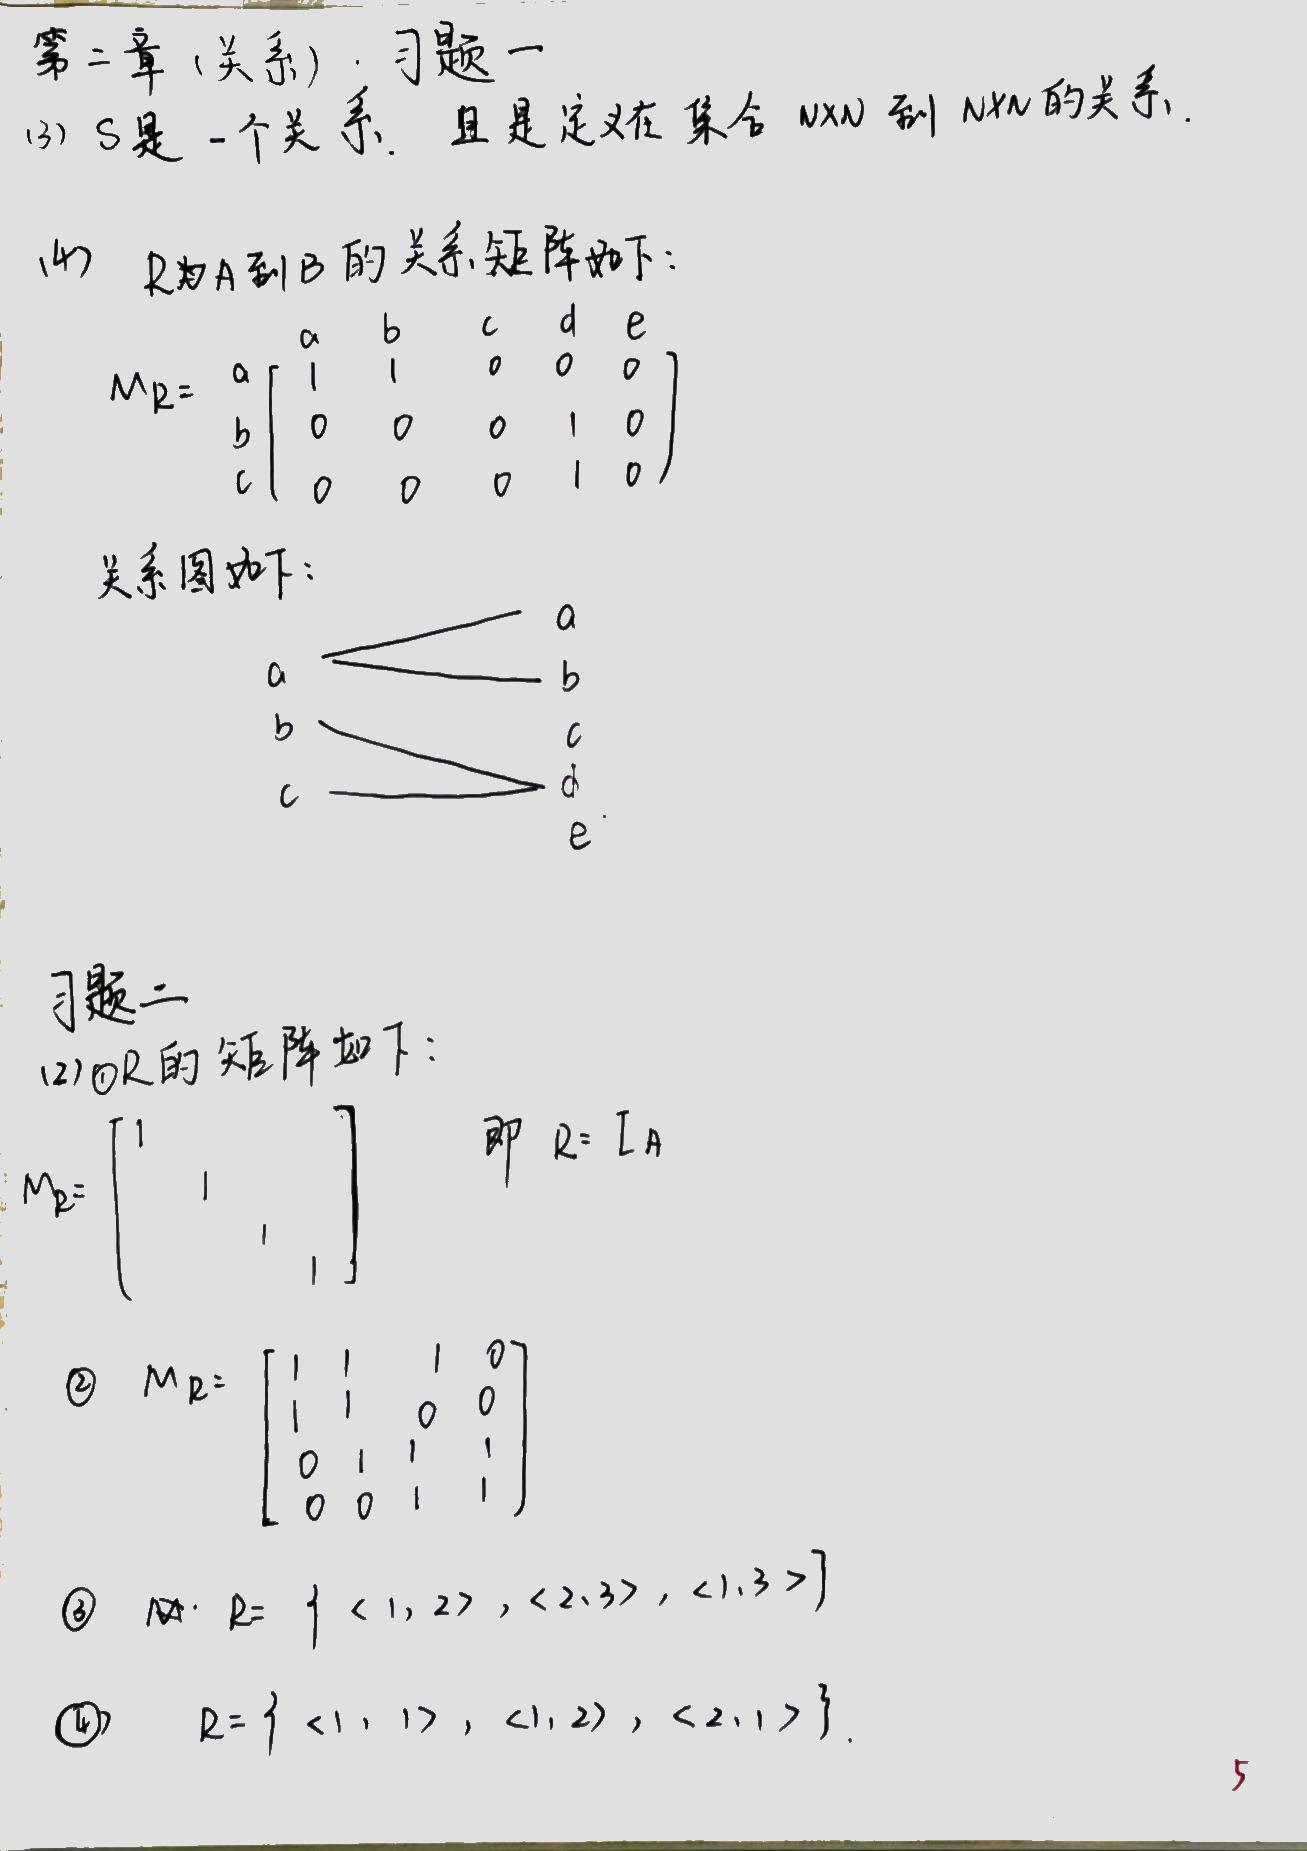 第二章（关系）．习题一
(3) S是一个关系．且是定义在集合 N×N 到 N×N的关系．
(4) R为A到B的关系矩阵如下：
a b c d e
MR= a 1 1 0 0 0
b 0 0 0 1 0
c 0 0 0 1 0
关系图如下：
a
a
b
b
c
c
d
e
习题二
(2)①R的矩阵如下：
MR= [1 1 1 1] 即 R=IA
② MR= [1 1 1 0
1 1 0 0
0 1 1 1
0 0 1 1]
③ R= {<1,2>,<2,3>,<1,3>}
④ R={<1,1>,<1,2>,<2,1>}.
5